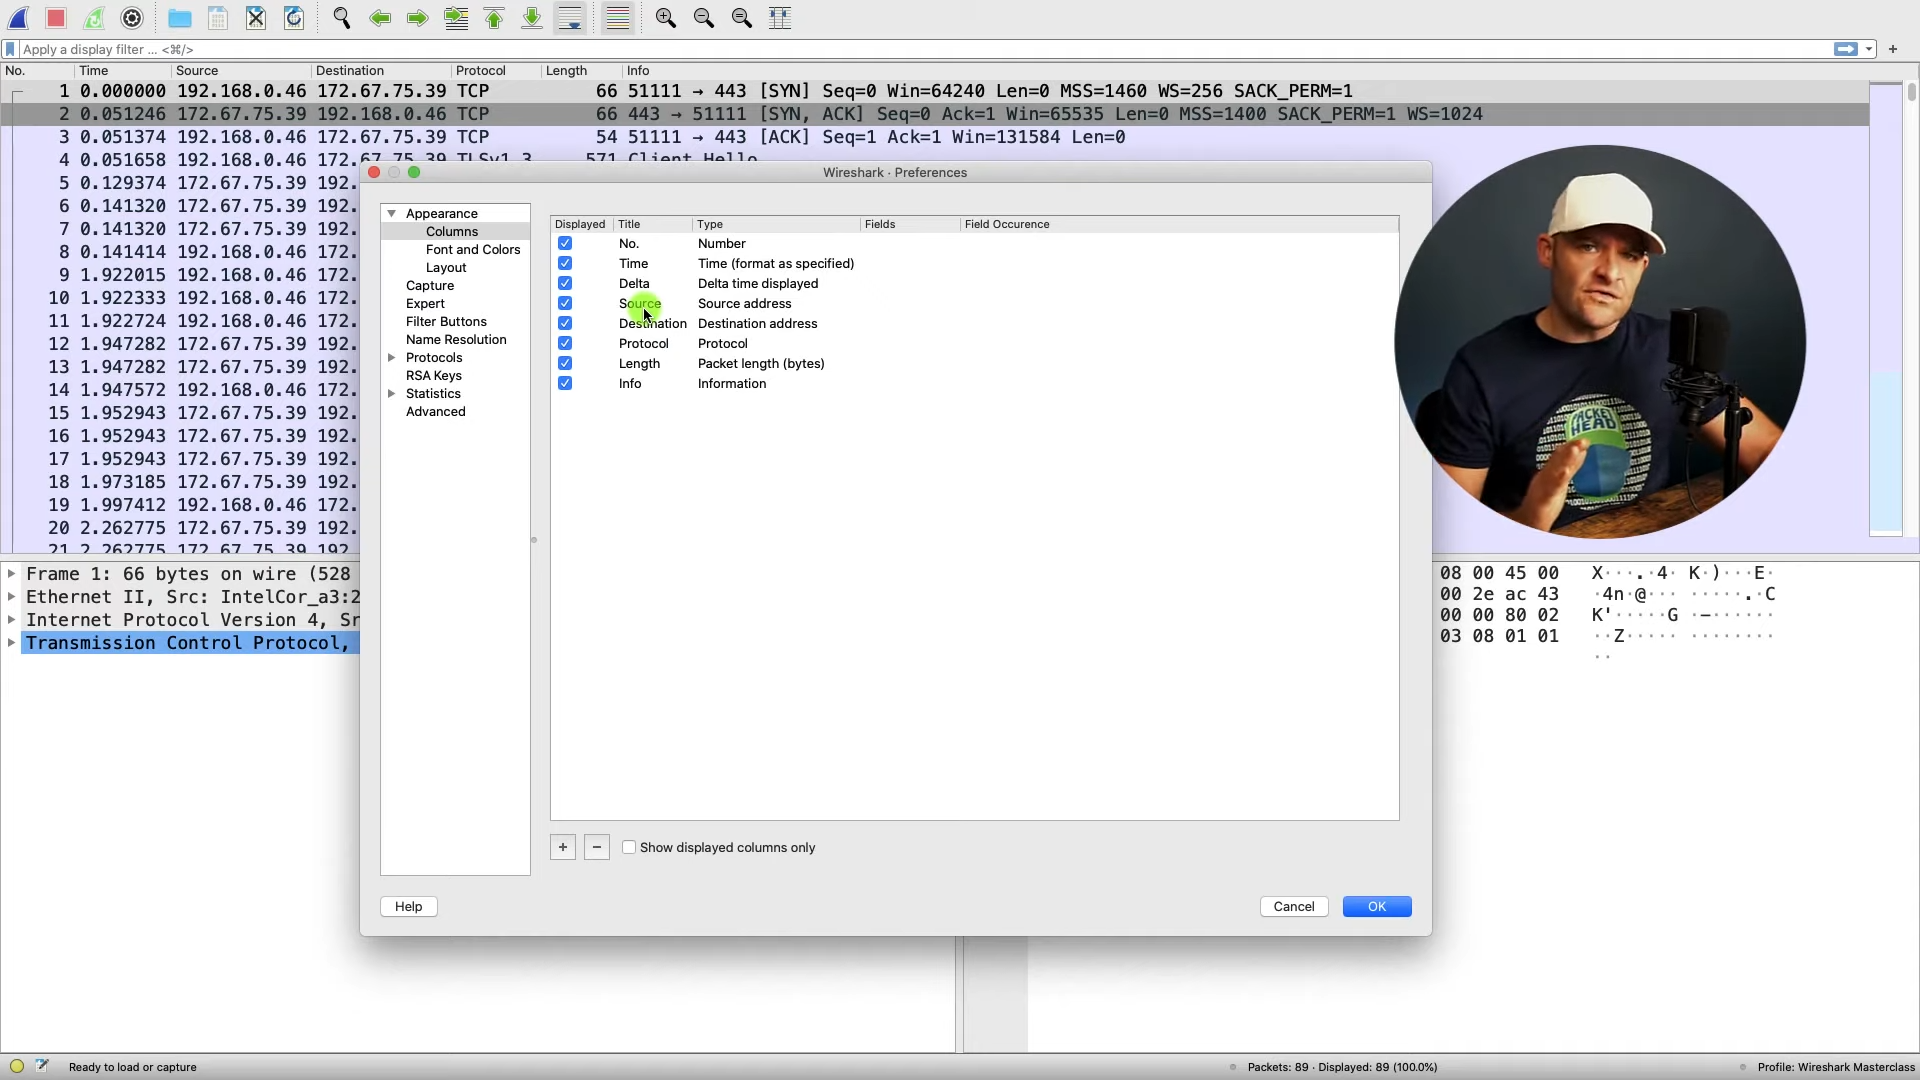 Apply a display filter ... <⌘/>
No. Time Source Destination Protocol Length Info
1 0.000000 192.168.0.46 172.67.75.39 TCP 66 51111 → 443 [SYN] Seq=0 Win=64240 Len=0 MSS=1460 WS=256 SACK_PERM=1
2 0.051246 172.67.75.39 192.168.0.46 TCP 66 443 → 51111 [SYN, ACK] Seq=0 Ack=1 Win=65535 Len=0 MSS=1400 SACK_PERM=1 WS=1024
3 0.051374 192.168.0.46 172.67.75.39 TCP 54 51111 → 443 [ACK] Seq=1 Ack=1 Win=131584 Len=0
4 0.051658 192.168.0.46 172.67.75.39 TLSv1.3 571 Client Hello
5 0.129374 172.67.75.39 192.
6 0.141320 172.67.75.39 192.
7 0.141320 172.67.75.39 192.
8 0.141414 192.168.0.46 172.
9 1.922015 192.168.0.46 172.
10 1.922333 192.168.0.46 172.
11 1.922724 192.168.0.46 172.
12 1.947282 172.67.75.39 192.
13 1.947282 172.67.75.39 192.
14 1.947572 192.168.0.46 172.
15 1.952943 172.67.75.39 192.
16 1.952943 172.67.75.39 192.
17 1.952943 172.67.75.39 192.
18 1.973185 172.67.75.39 192.
19 1.997412 192.168.0.46 172.
20 2.262775 172.67.75.39 192.
21 2.262775 172.67.75.39 192.
Wireshark · Preferences
Appearance
Columns
Font and Colors
Layout
Capture
Expert
Filter Buttons
Name Resolution
Protocols
RSA Keys
Statistics
Advanced
Displayed Title Type Fields Field Occurence
No. Number
Time Time (format as specified)
Delta Delta time displayed
Source Source address
Destination Destination address
Protocol Protocol
Length Packet length (bytes)
Info Information
+ − Show displayed columns only
Help Cancel OK
PACKET
HEAD
Frame 1: 66 bytes on wire (528
Ethernet II, Src: IntelCor_a3:2
Internet Protocol Version 4, Sr
Transmission Control Protocol,
08 00 45 00 X···.·4· K·)···E·
00 2e ac 43 ·4n·@··· ·····.·C
00 00 80 02 K'·····G ·−······
03 08 01 01 ··Z····· ········
··
Ready to load or capture
Packets: 89 · Displayed: 89 (100.0%)
Profile: Wireshark Masterclass